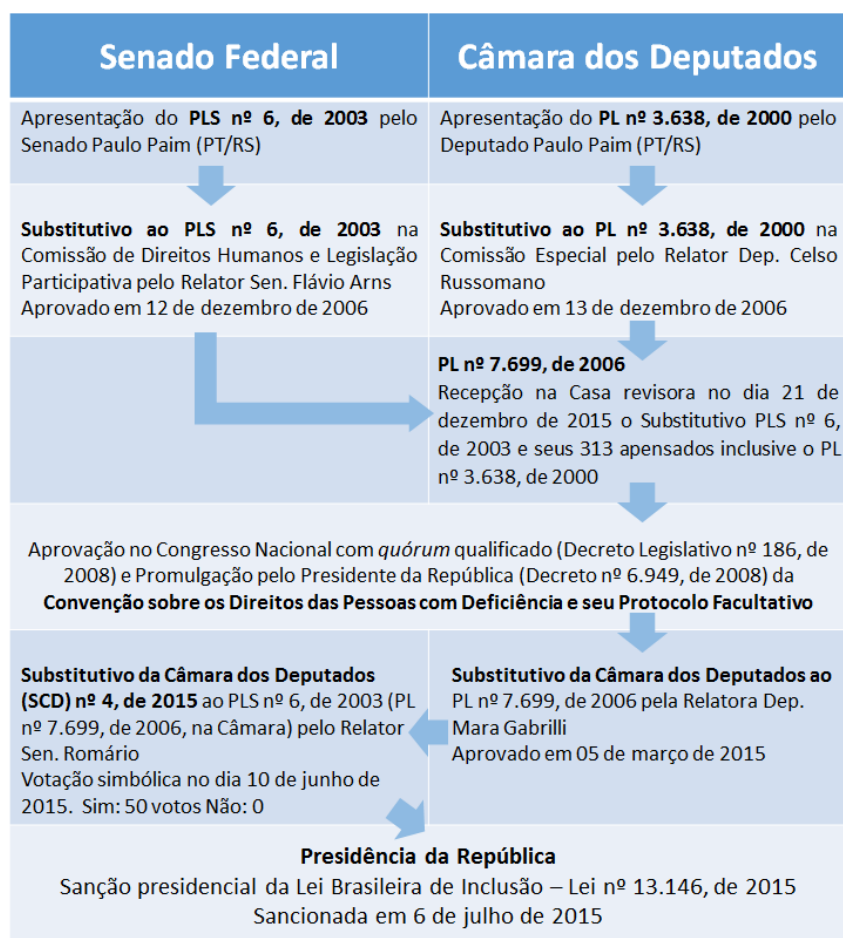 Senado Federal
Câmara dos Deputados
Apresentação do PLS nº 6, de 2003 pelo
Senado Paulo Paim (PT/RS)
Apresentação do PL nº 3.638, de 2000 pelo
Deputado Paulo Paim (PT/RS)
Substitutivo ao PLS nº 6, de 2003 na
Comissão de Direitos Humanos e Legislação
Participativa pelo Relator Sen. Flávio Arns
Aprovado em 12 de dezembro de 2006
Substitutivo ao PL nº 3.638, de 2000 na
Comissão Especial pelo Relator Dep. Celso
Russomano
Aprovado em 13 de dezembro de 2006
PL nº 7.699, de 2006
Recepção na Casa revisora no dia 21 de
dezembro de 2015 o Substitutivo PLS nº 6,
de 2003 e seus 313 apensados inclusive o PL
nº 3.638, de 2000
Aprovação no Congresso Nacional com quórum qualificado (Decreto Legislativo nº 186, de
2008) e Promulgação pelo Presidente da República (Decreto nº 6.949, de 2008) da
Convenção sobre os Direitos das Pessoas com Deficiência e seu Protocolo Facultativo
Substitutivo da Câmara dos Deputados
(SCD) nº 4, de 2015 ao PLS nº 6, de 2003 (PL
nº 7.699, de 2006, na Câmara) pelo Relator
Sen. Romário
Votação simbólica no dia 10 de junho de
2015. Sim: 50 votos Não: 0
Substitutivo da Câmara dos Deputados ao
PL nº 7.699, de 2006 pela Relatora Dep.
Mara Gabrilli
Aprovado em 05 de março de 2015
Presidência da República
Sanção presidencial da Lei Brasileira de Inclusão – Lei nº 13.146, de 2015
Sancionada em 6 de julho de 2015